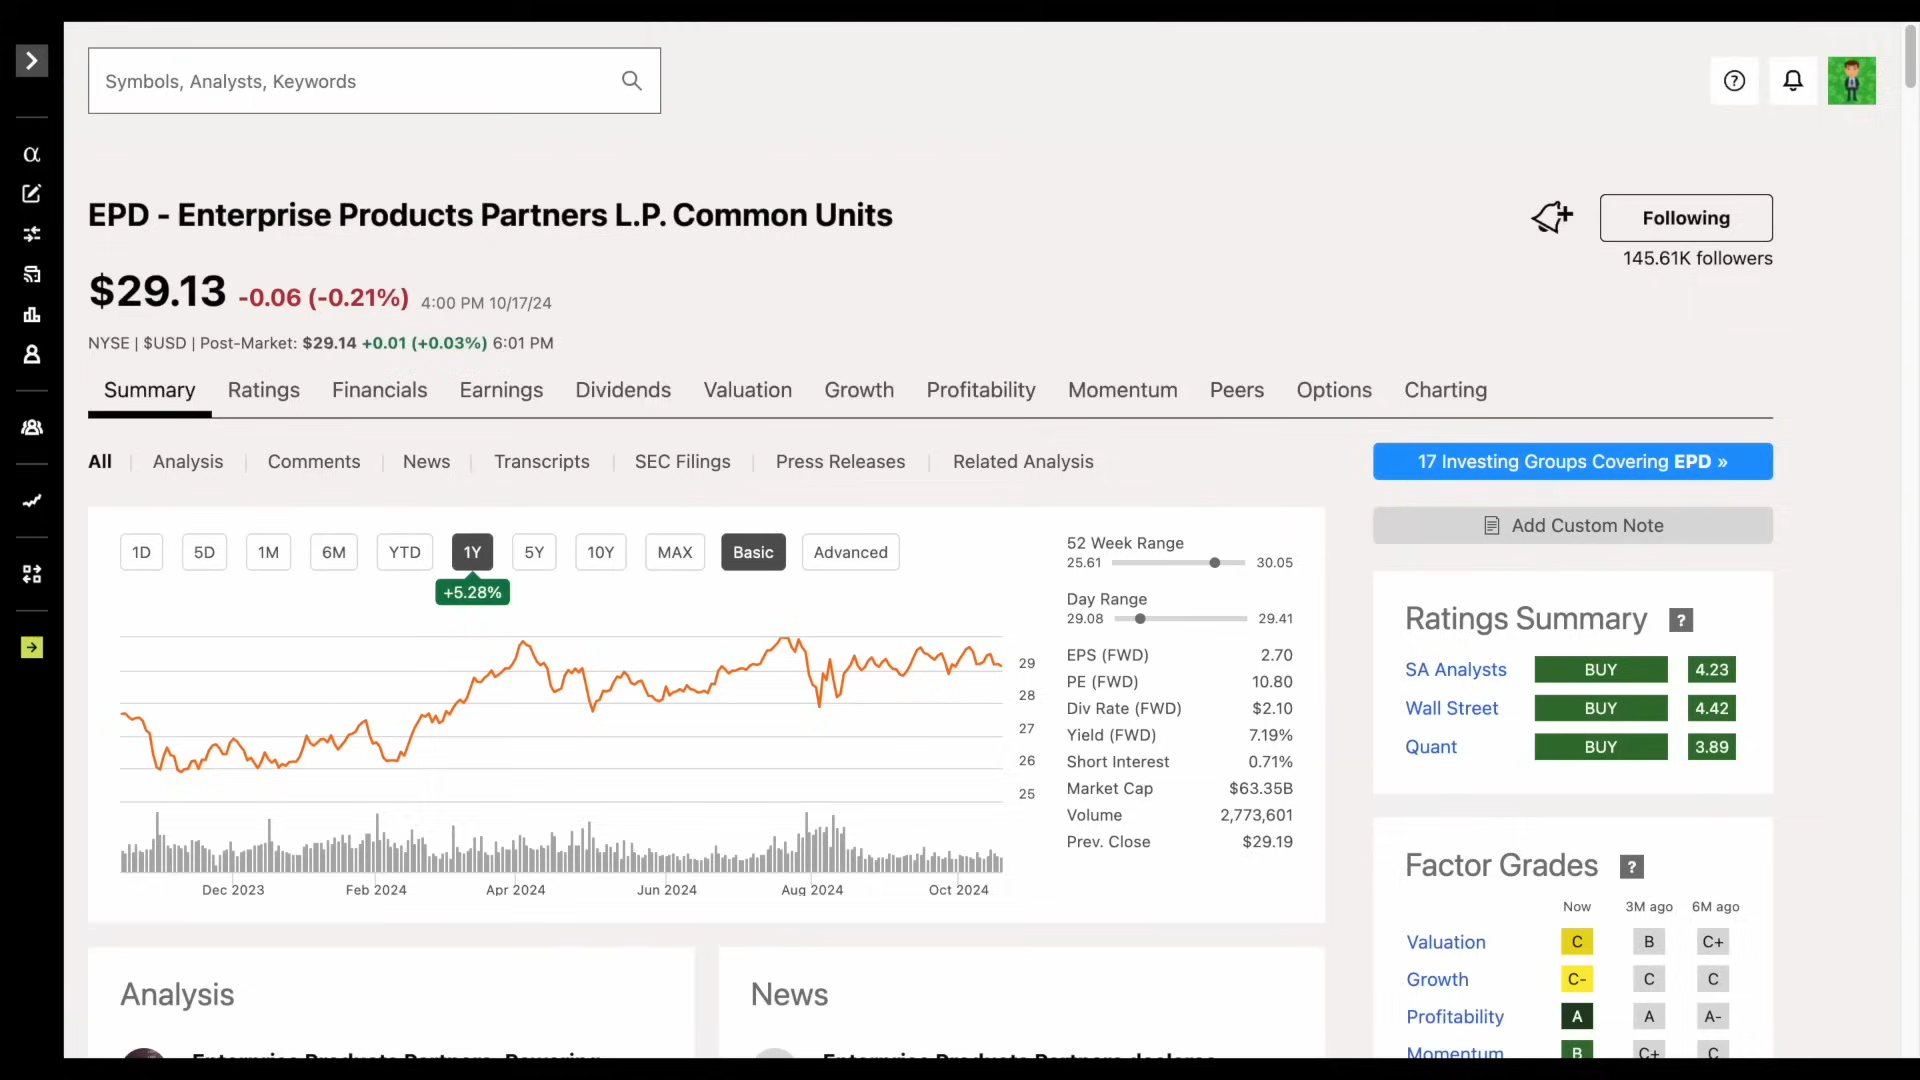 Symbols, Analysts, Keywords
EPD - Enterprise Products Partners L.P. Common Units
Following
145.61K followers
$29.13 -0.06 (-0.21%) 4:00 PM 10/17/24
NYSE | $USD | Post-Market: $29.14 +0.01 (+0.03%) 6:01 PM
Summary Ratings Financials Earnings Dividends Valuation Growth Profitability Momentum Peers Options Charting
All | Analysis | Comments | News | Transcripts | SEC Filings | Press Releases | Related Analysis
17 Investing Groups Covering EPD »
Add Custom Note
1D 5D 1M 6M YTD 1Y 5Y 10Y MAX Basic Advanced
+5.28%
29
28
27
26
25
Dec 2023 Feb 2024 Apr 2024 Jun 2024 Aug 2024 Oct 2024
52 Week Range
25.61 30.05
Day Range
29.08 29.41
EPS (FWD) 2.70
PE (FWD) 10.80
Div Rate (FWD) $2.10
Yield (FWD) 7.19%
Short Interest 0.71%
Market Cap $63.35B
Volume 2,773,601
Prev. Close $29.19
Ratings Summary ?
SA Analysts BUY 4.23
Wall Street BUY 4.42
Quant BUY 3.89
Factor Grades ?
Now 3M ago 6M ago
Valuation C B C+
Growth C- C C
Profitability A A A-
Momentum B C+ C
Analysis
Enterprise Products Partners: Powering
News
Enterprise Products Partners declares